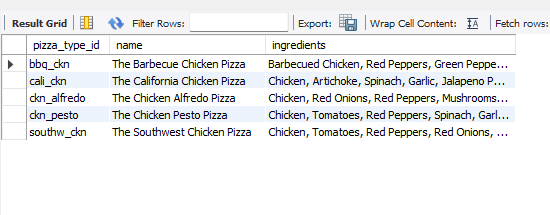 Result Grid Filter Rows: Export: Wrap Cell Content: Fetch rows:
pizza_type_id name ingredients
bbq_ckn The Barbecue Chicken Pizza Barbecued Chicken, Red Peppers, Green Peppe...
cali_ckn The California Chicken Pizza Chicken, Artichoke, Spinach, Garlic, Jalapeno P...
ckn_alfredo The Chicken Alfredo Pizza Chicken, Red Onions, Red Peppers, Mushrooms...
ckn_pesto The Chicken Pesto Pizza Chicken, Tomatoes, Red Peppers, Spinach, Garl...
southw_ckn The Southwest Chicken Pizza Chicken, Tomatoes, Red Peppers, Red Onions, ...